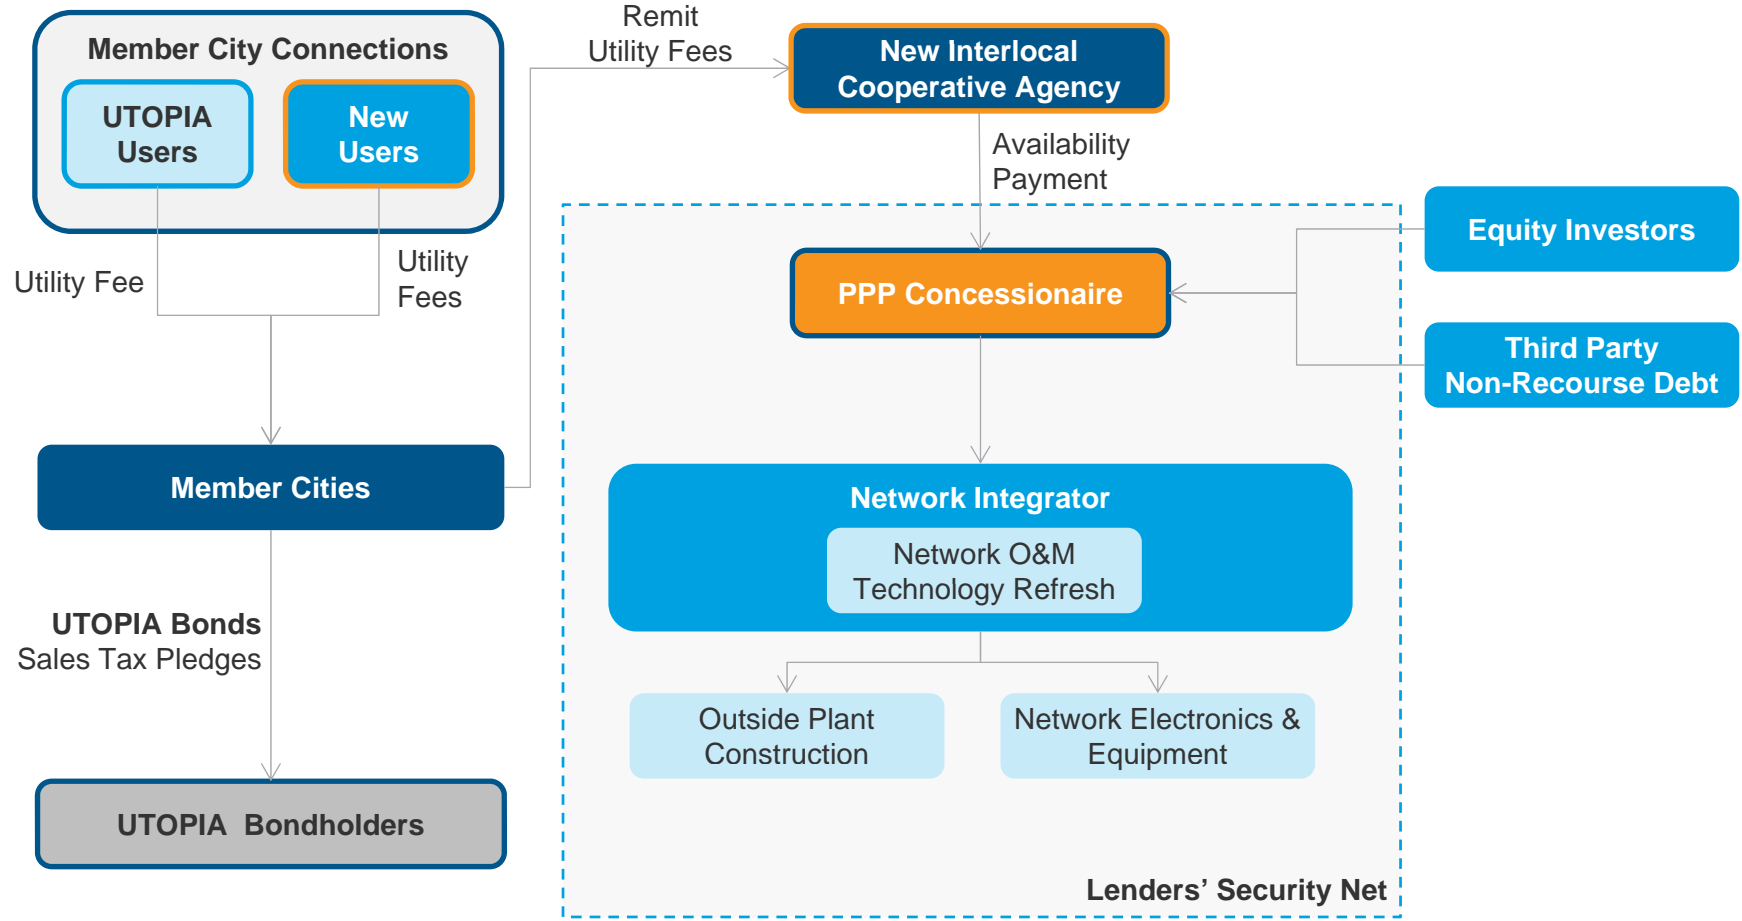 Member City Connections
UTOPIA
Users
New
Users
Utility Fee
Utility
Fees
Member Cities
UTOPIA Bonds
Sales Tax Pledges
UTOPIA  Bondholders
Remit
Utility Fees
New Interlocal
Cooperative Agency
Availability
Payment
PPP Concessionaire
Equity Investors
Third Party
Non-Recourse Debt
Network Integrator
Network O&M
Technology Refresh
Outside Plant
Construction
Network Electronics &
Equipment
Lenders’ Security Net